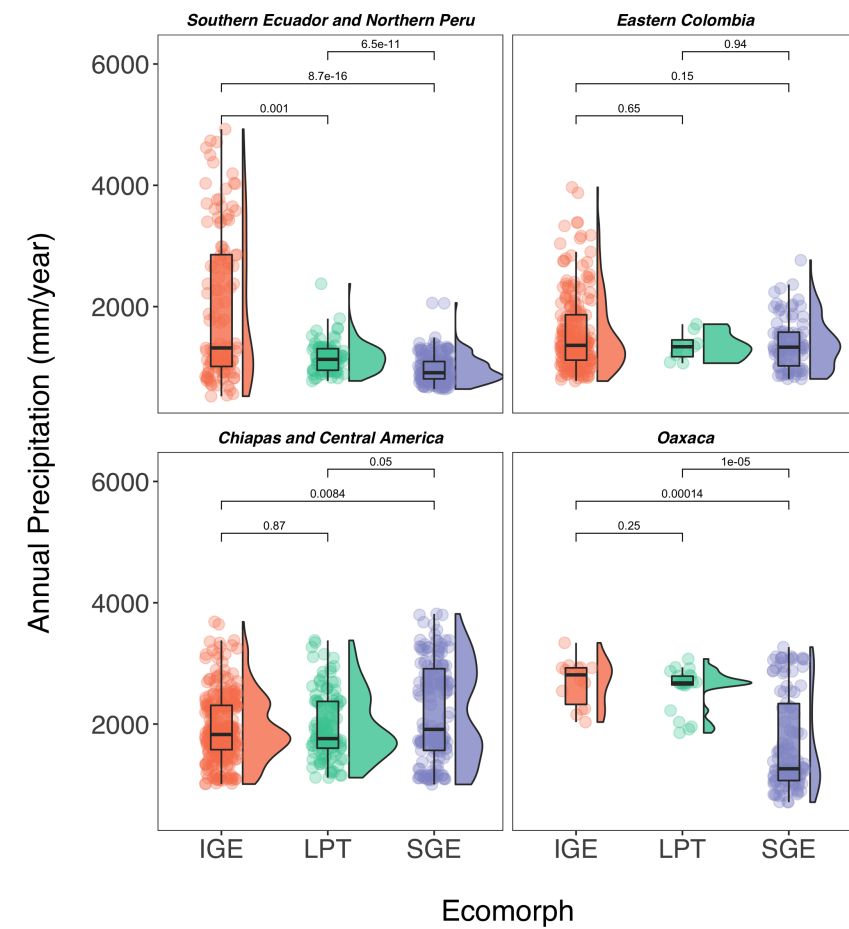 Southern Ecuador and Northern Peru
Eastern Colombia
6.5e-11
8.7e-16
0.001
0.94
0.15
0.65
6000
4000
2000
Chiapas and Central America
Oaxaca
0.05
0.0084
0.87
1e-05
0.00014
0.25
6000
4000
2000
Annual Precipitation (mm/year)
IGE LPT SGE
IGE LPT SGE
Ecomorph